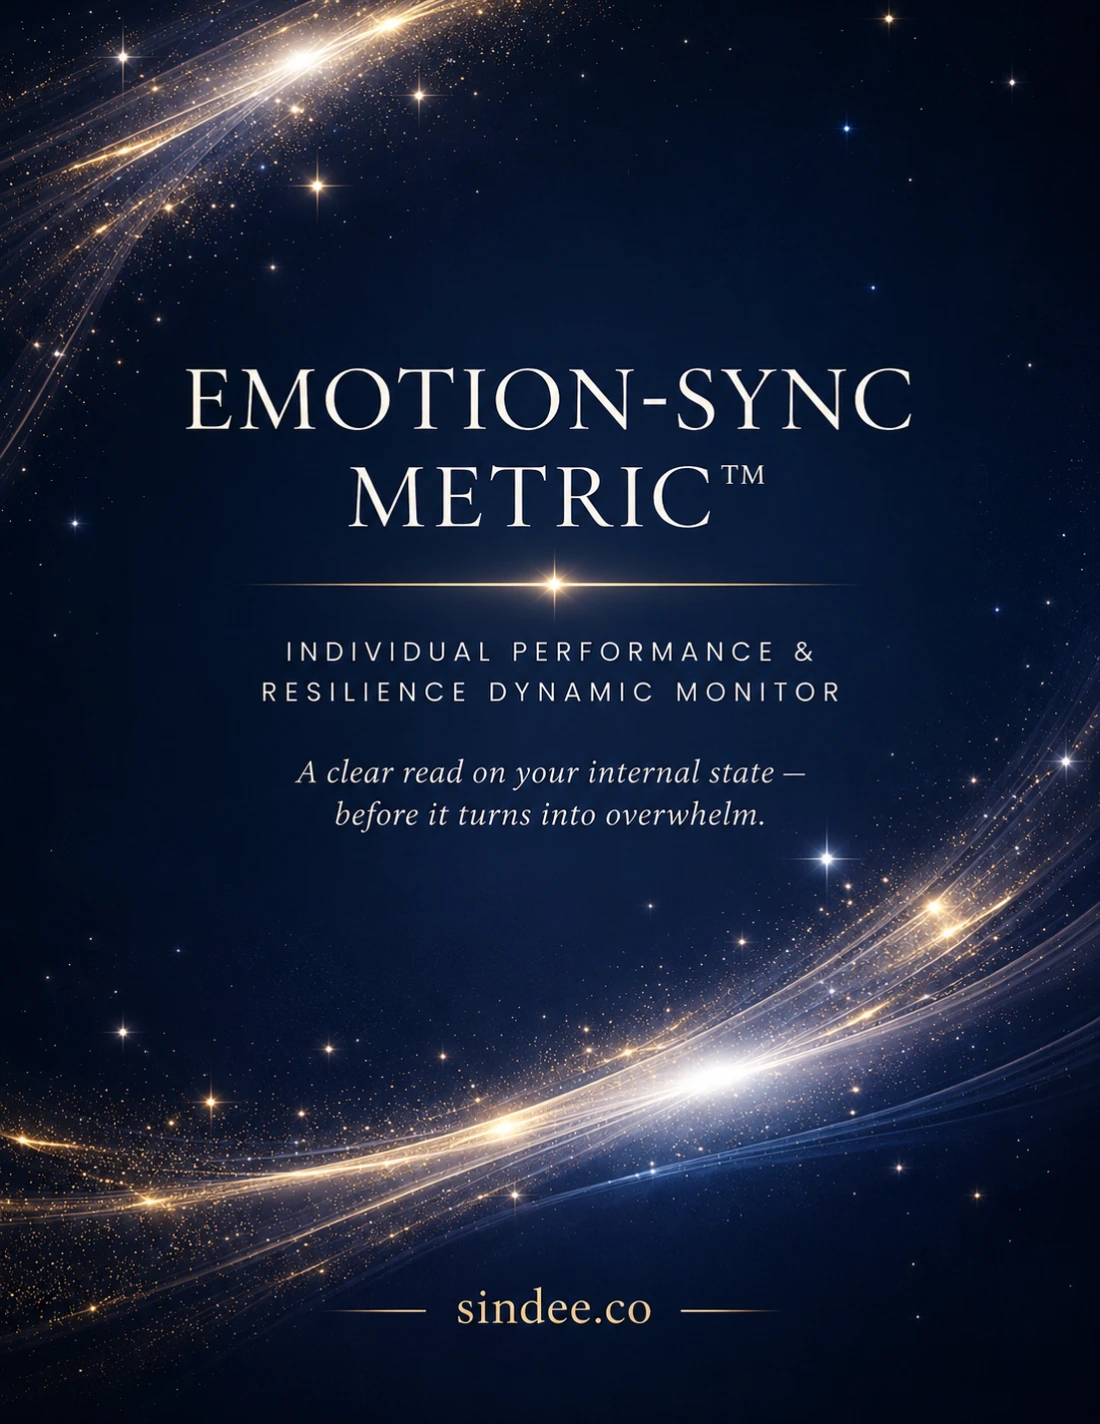 EMOTION-SYNC
METRIC™
INDIVIDUAL PERFORMANCE &
RESILIENCE DYNAMIC MONITOR
A clear read on your internal state —
before it turns into overwhelm.
sindee.co